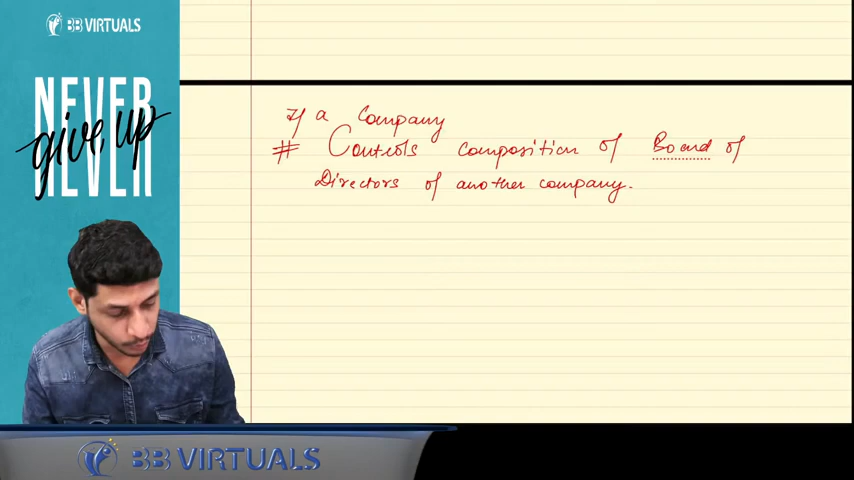 BB VIRTUALS
NEVER
give up
NEVER
If a Company
# Controls composition of Board of
Directors of another company.
BB VIRTUALS